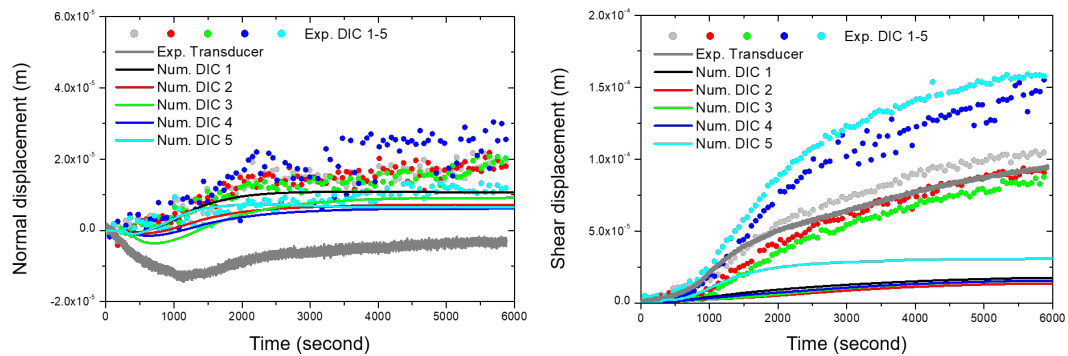 6.0x10⁻⁵
4.0x10⁻⁵
2.0x10⁻⁵
0.0
-2.0x10⁻⁵
Normal displacement (m)
Exp. DIC 1-5
Exp. Transducer
Num. DIC 1
Num. DIC 2
Num. DIC 3
Num. DIC 4
Num. DIC 5
0 1000 2000 3000 4000 5000 6000
Time (second)
2.0x10⁻⁴
1.5x10⁻⁴
1.0x10⁻⁴
5.0x10⁻⁵
0.0
Shear displacement (m)
Exp. DIC 1-5
Exp. Transducer
Num. DIC 1
Num. DIC 2
Num. DIC 3
Num. DIC 4
Num. DIC 5
0 1000 2000 3000 4000 5000 6000
Time (second)